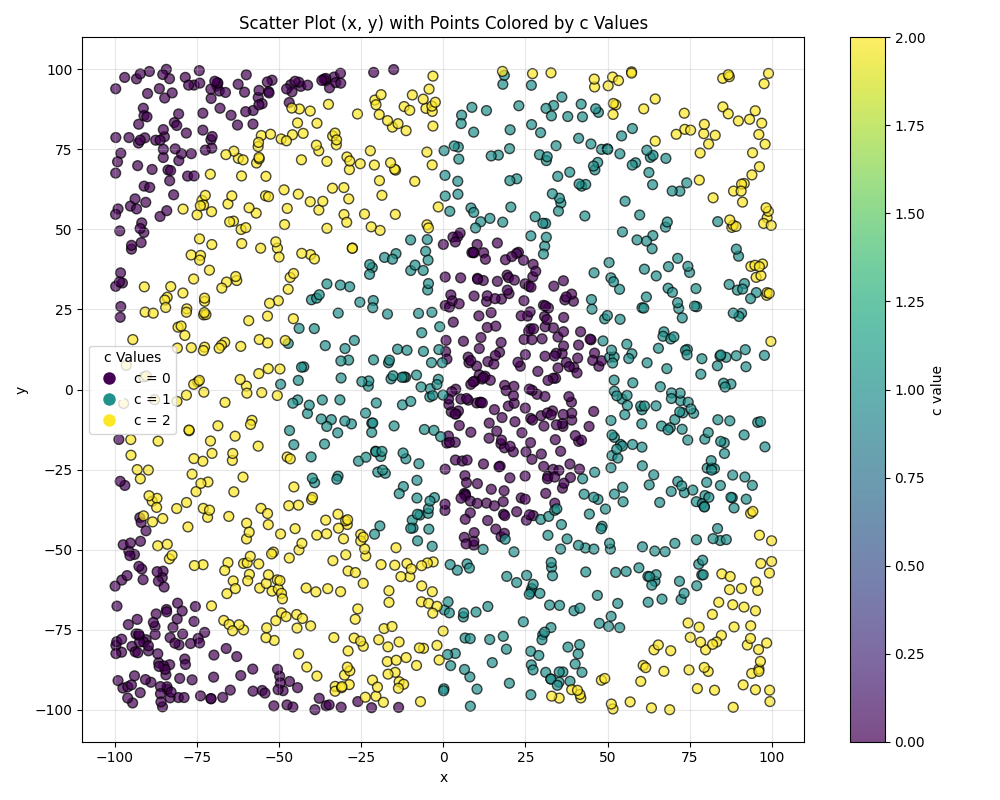 Scatter Plot (x, y) with Points Colored by c Values
y
100
75
50
25
0
−25
−50
−75
−100
c Values
c = 0
c = 1
c = 2
−100 −75 −50 −25 0 25 50 75 100
x
2.00
1.75
1.50
1.25
1.00
0.75
0.50
0.25
0.00
c value